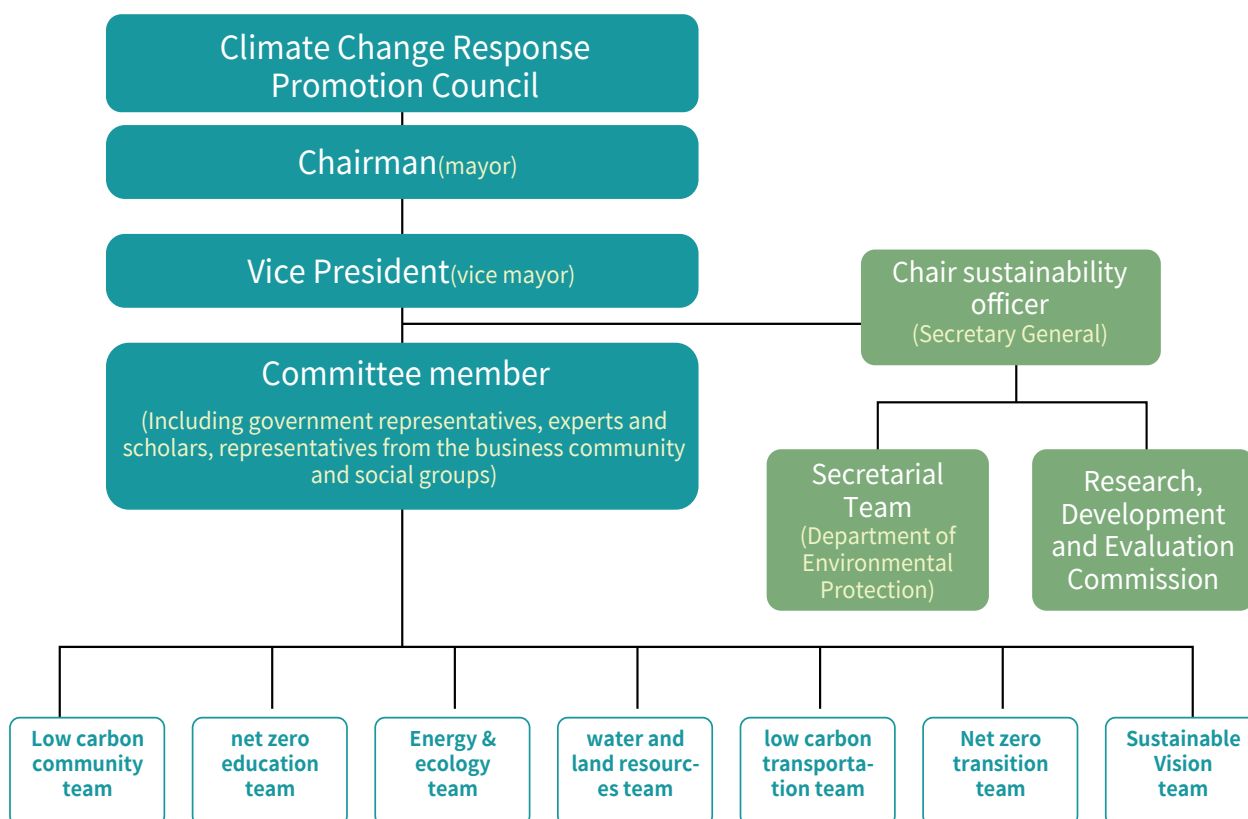 Climate Change Response
Promotion Council
Chairman(mayor)
Vice President(vice mayor)
Chair sustainability
officer
(Secretary General)
Committee member
(Including government representatives, experts and
scholars, representatives from the business community
and social groups)
Secretarial
Team
(Department of
Environmental
Protection)
Research,
Development
and Evaluation
Commission
Low carbon
community
team
net zero
education
team
Energy &
ecology
team
water and
land resourc-
es team
low carbon
transporta-
tion team
Net zero
transition
team
Sustainable
Vision
team